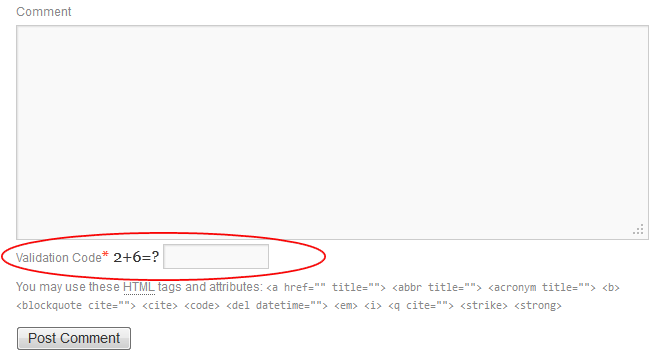 Comment
Validation Code* 2+6=?
You may use these HTML tags and attributes: <a href="" title=""> <abbr title=""> <acronym title=""> <b>
<blockquote cite=""> <cite> <code> <del datetime=""> <em> <i> <q cite=""> <strike> <strong>
Post Comment